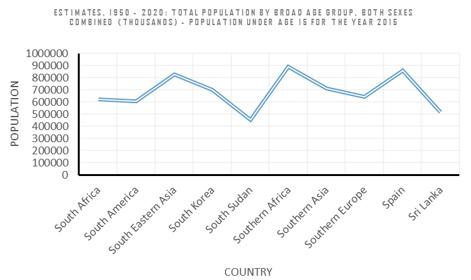 ESTIMATES, 1950 - 2020: TOTAL POPULATION BY BROAD AGE GROUP, BOTH SEXES
COMBINED (THOUSANDS) - POPULATION UNDER AGE 15 FOR THE YEAR 2015
1000000
900000
800000
700000
600000
500000
400000
300000
200000
100000
0
POPULATION
South Africa
South America
South Eastern Asia
South Korea
South Sudan
Southern Africa
Southern Asia
Southern Europe
Spain
Sri Lanka
COUNTRY